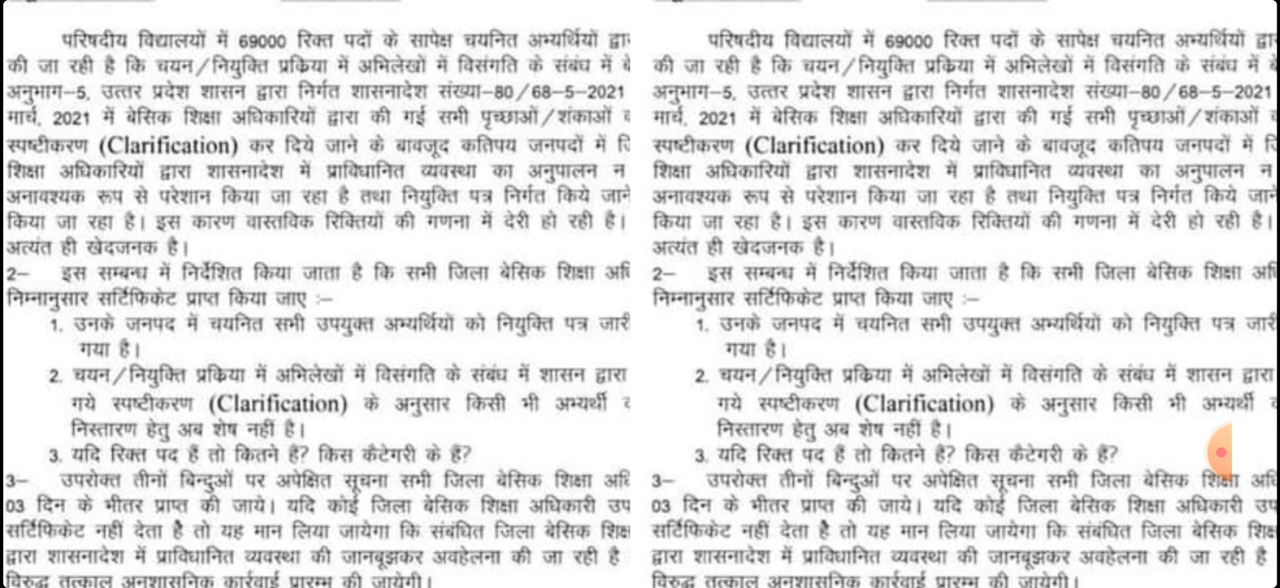 परिषदीय विद्यालयों में 69000 रिक्त पदों के सापेक्ष चयनित अभ्यर्थियों
की जा रही है कि चयन/नियुक्ति प्रक्रिया में अभिलेखों में विसंगति के संबंध में
अनुभाग-5, उत्तर प्रदेश शासन द्वारा निर्गत शासनादेश संख्या-80/68-5-2021
मार्च, 2021 में बेसिक शिक्षा अधिकारियों द्वारा की गई सभी पृच्छाओं/शंकाओं
स्पष्टीकरण (Clarification) कर दिये जाने के बावजूद कतिपय जनपदों में
शिक्षा अधिकारियों द्वारा शासनादेश में प्राविधानित व्यवस्था का अनुपालन न
अनावश्यक रूप से परेशान किया जा रहा है तथा नियुक्ति पत्र निर्गत किये
किया जा रहा है। इस कारण वास्तविक रिक्तियों की गणना में देरी हो रही है।
अत्यंत ही खेदजनक है।
2- इस सम्बन्ध में निर्देशित किया जाता है कि सभी जिला बेसिक शिक्षा
निम्नानुसार सर्टिफिकेट प्राप्त किया जाए :-
1. उनके जनपद में चयनित सभी उपयुक्त अभ्यर्थियों को नियुक्ति पत्र जारी
गया है।
2. चयन/नियुक्ति प्रक्रिया में अभिलेखों में विसंगति के संबंध में शासन द्वारा
गये स्पष्टीकरण (Clarification) के अनुसार किसी भी अभ्यर्थी
निस्तारण हेतु अब शेष नहीं है।
3. यदि रिक्त पद हैं तो कितने हैं? किस कैटेगरी के हैं?
3- उपरोक्त तीनों बिन्दुओं पर अपेक्षित सूचना सभी जिला बेसिक शिक्षा
03 दिन के भीतर प्राप्त की जाये। यदि कोई जिला बेसिक शिक्षा अधिकारी
सर्टिफिकेट नहीं देता है तो यह मान लिया जायेगा कि संबंधित जिला बेसिक
द्वारा शासनादेश में प्राविधानित व्यवस्था की जानबूझकर अवहेलना की जा रही है
विरुद्ध तत्काल अनुशासनिक कार्रवाई प्रारम्भ की जायेगी।
परिषदीय विद्यालयों में 69000 रिक्त पदों के सापेक्ष चयनित अभ्यर्थियों
की जा रही है कि चयन/नियुक्ति प्रक्रिया में अभिलेखों में विसंगति के संबंध में
अनुभाग-5, उत्तर प्रदेश शासन द्वारा निर्गत शासनादेश संख्या-80/68-5-2021
मार्च, 2021 में बेसिक शिक्षा अधिकारियों द्वारा की गई सभी पृच्छाओं/शंकाओं
स्पष्टीकरण (Clarification) कर दिये जाने के बावजूद कतिपय जनपदों में
शिक्षा अधिकारियों द्वारा शासनादेश में प्राविधानित व्यवस्था का अनुपालन न
अनावश्यक रूप से परेशान किया जा रहा है तथा नियुक्ति पत्र निर्गत किये
किया जा रहा है। इस कारण वास्तविक रिक्तियों की गणना में देरी हो रही है।
अत्यंत ही खेदजनक है।
2- इस सम्बन्ध में निर्देशित किया जाता है कि सभी जिला बेसिक शिक्षा
निम्नानुसार सर्टिफिकेट प्राप्त किया जाए :-
1. उनके जनपद में चयनित सभी उपयुक्त अभ्यर्थियों को नियुक्ति पत्र जारी
गया है।
2. चयन/नियुक्ति प्रक्रिया में अभिलेखों में विसंगति के संबंध में शासन द्वारा
गये स्पष्टीकरण (Clarification) के अनुसार किसी भी अभ्यर्थी
निस्तारण हेतु अब शेष नहीं है।
3. यदि रिक्त पद हैं तो कितने हैं? किस कैटेगरी के हैं?
3- उपरोक्त तीनों बिन्दुओं पर अपेक्षित सूचना सभी जिला बेसिक शिक्षा
03 दिन के भीतर प्राप्त की जाये। यदि कोई जिला बेसिक शिक्षा अधिकारी
सर्टिफिकेट नहीं देता है तो यह मान लिया जायेगा कि संबंधित जिला बेसिक
द्वारा शासनादेश में प्राविधानित व्यवस्था की जानबूझकर अवहेलना की जा रही है
विरुद्ध तत्काल अनुशासनिक कार्रवाई प्रारम्भ की जायेगी।